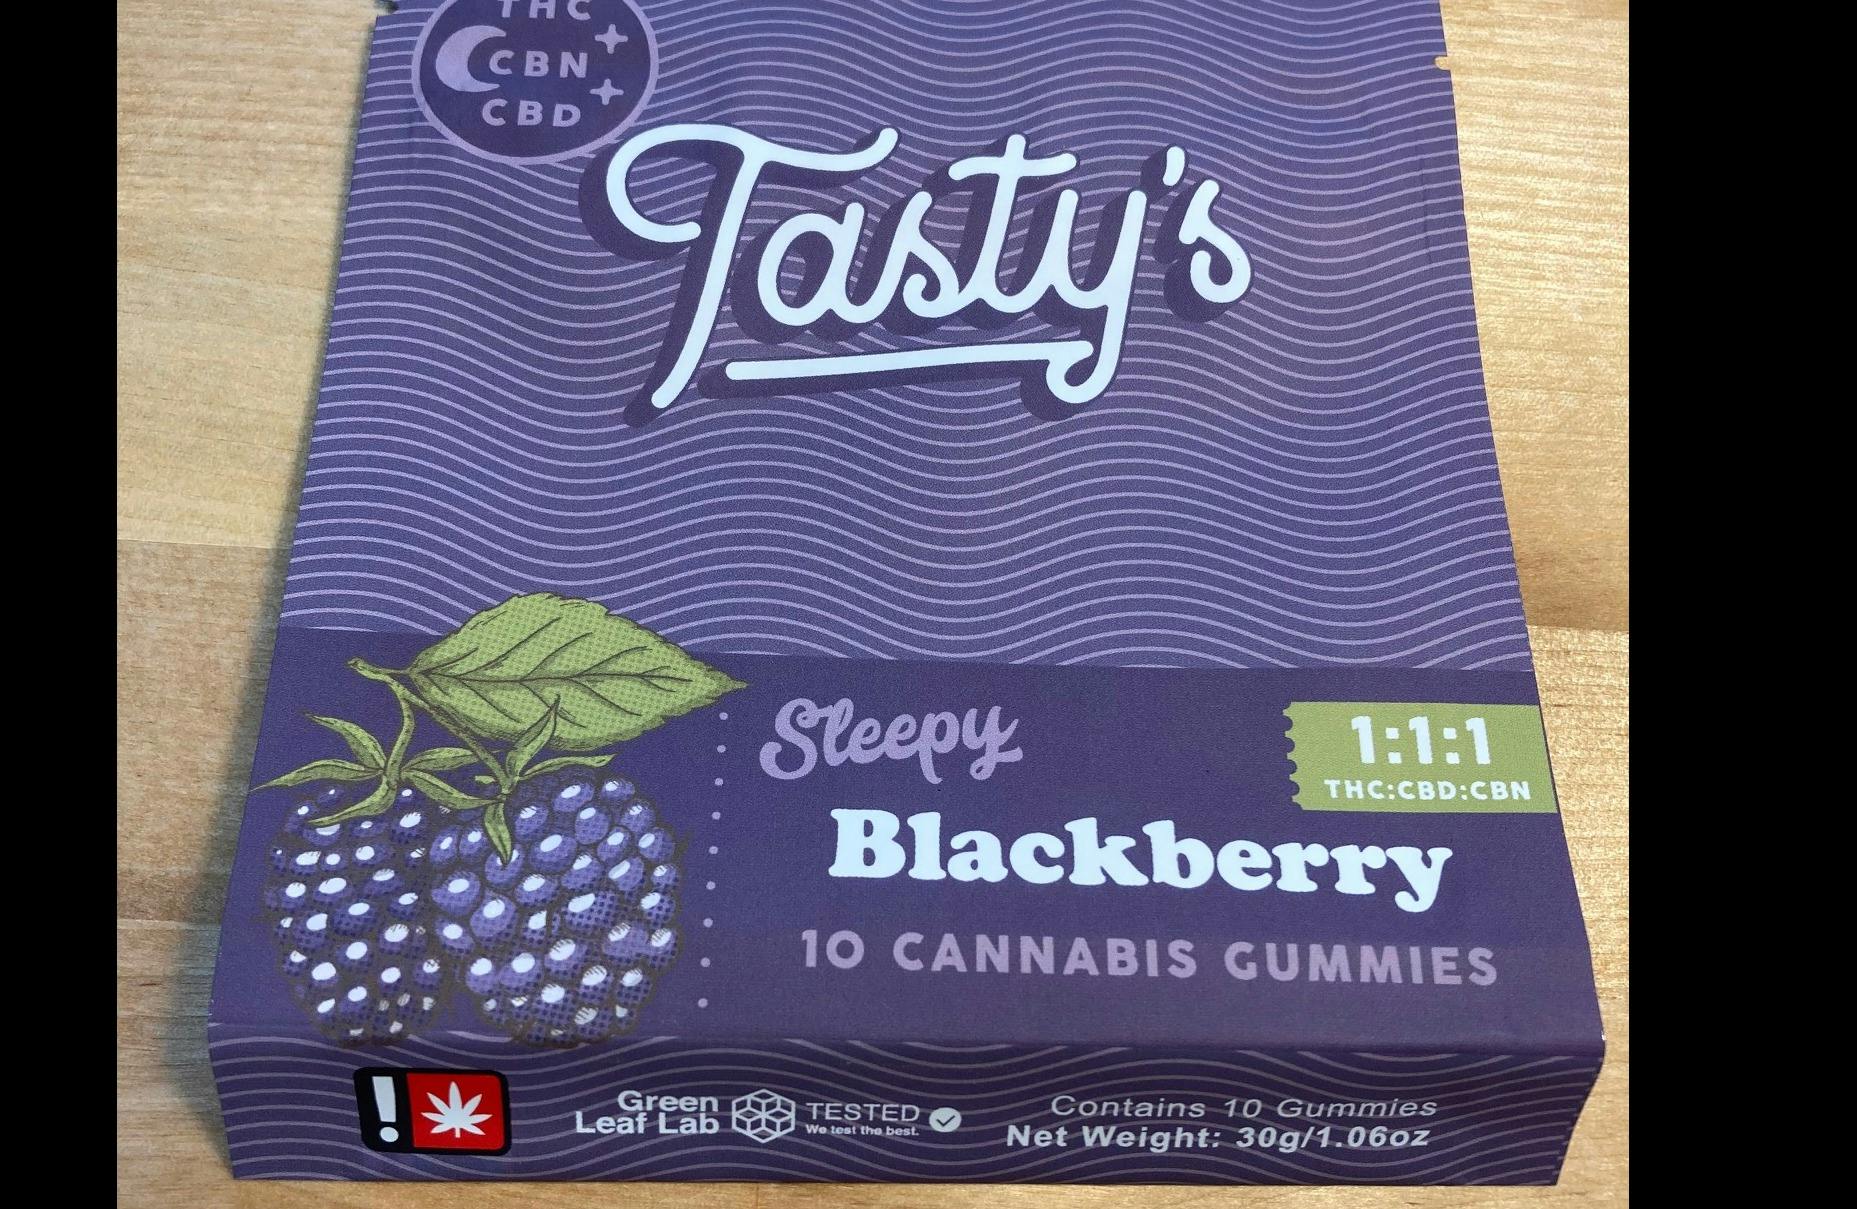 THC
CBN
CBD
Tasty's
Sleepy
1:1:1
THC:CBD:CBN
Blackberry
10 CANNABIS GUMMIES
!
Green
Leaf Lab
TESTED
We test the best.
Contains 10 Gummies
Net Weight: 30g/1.06oz